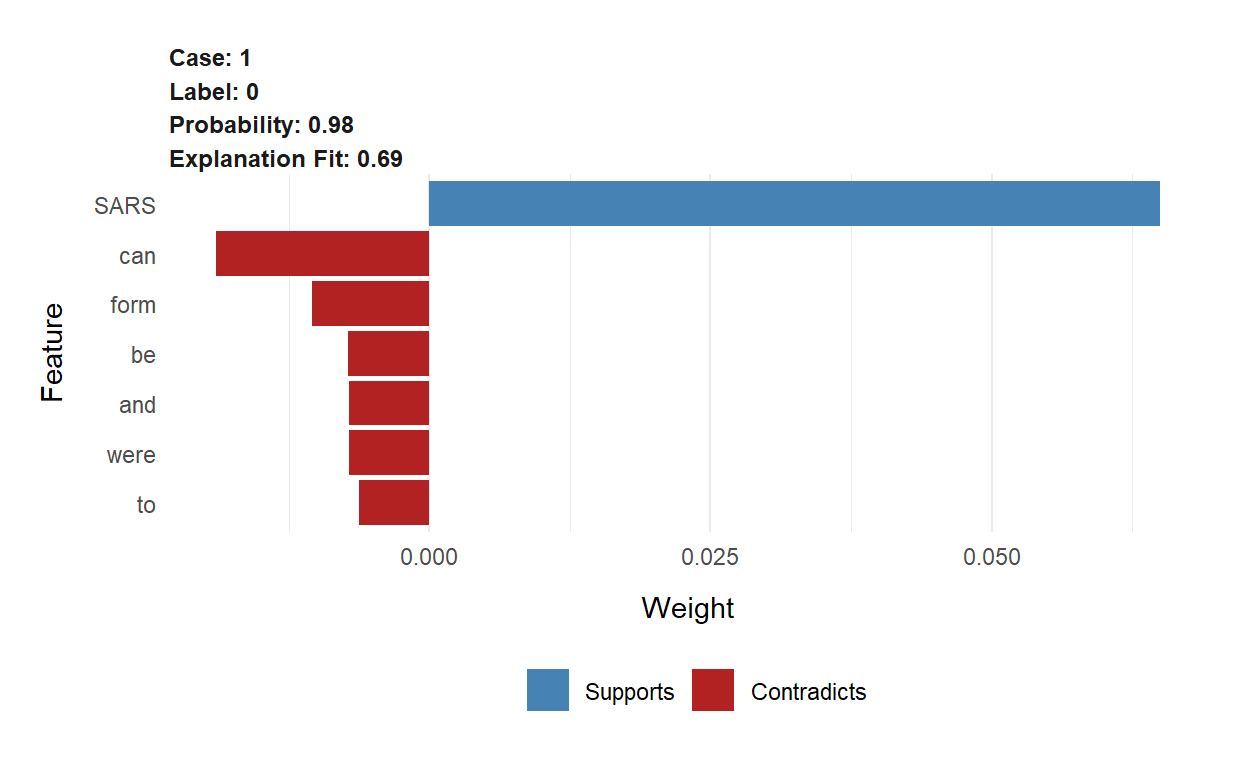 Case: 1
Label: 0
Probability: 0.98
Explanation Fit: 0.69
SARS
can
form
be
and
were
to
Feature
0.000 0.025 0.050
Weight
Supports Contradicts